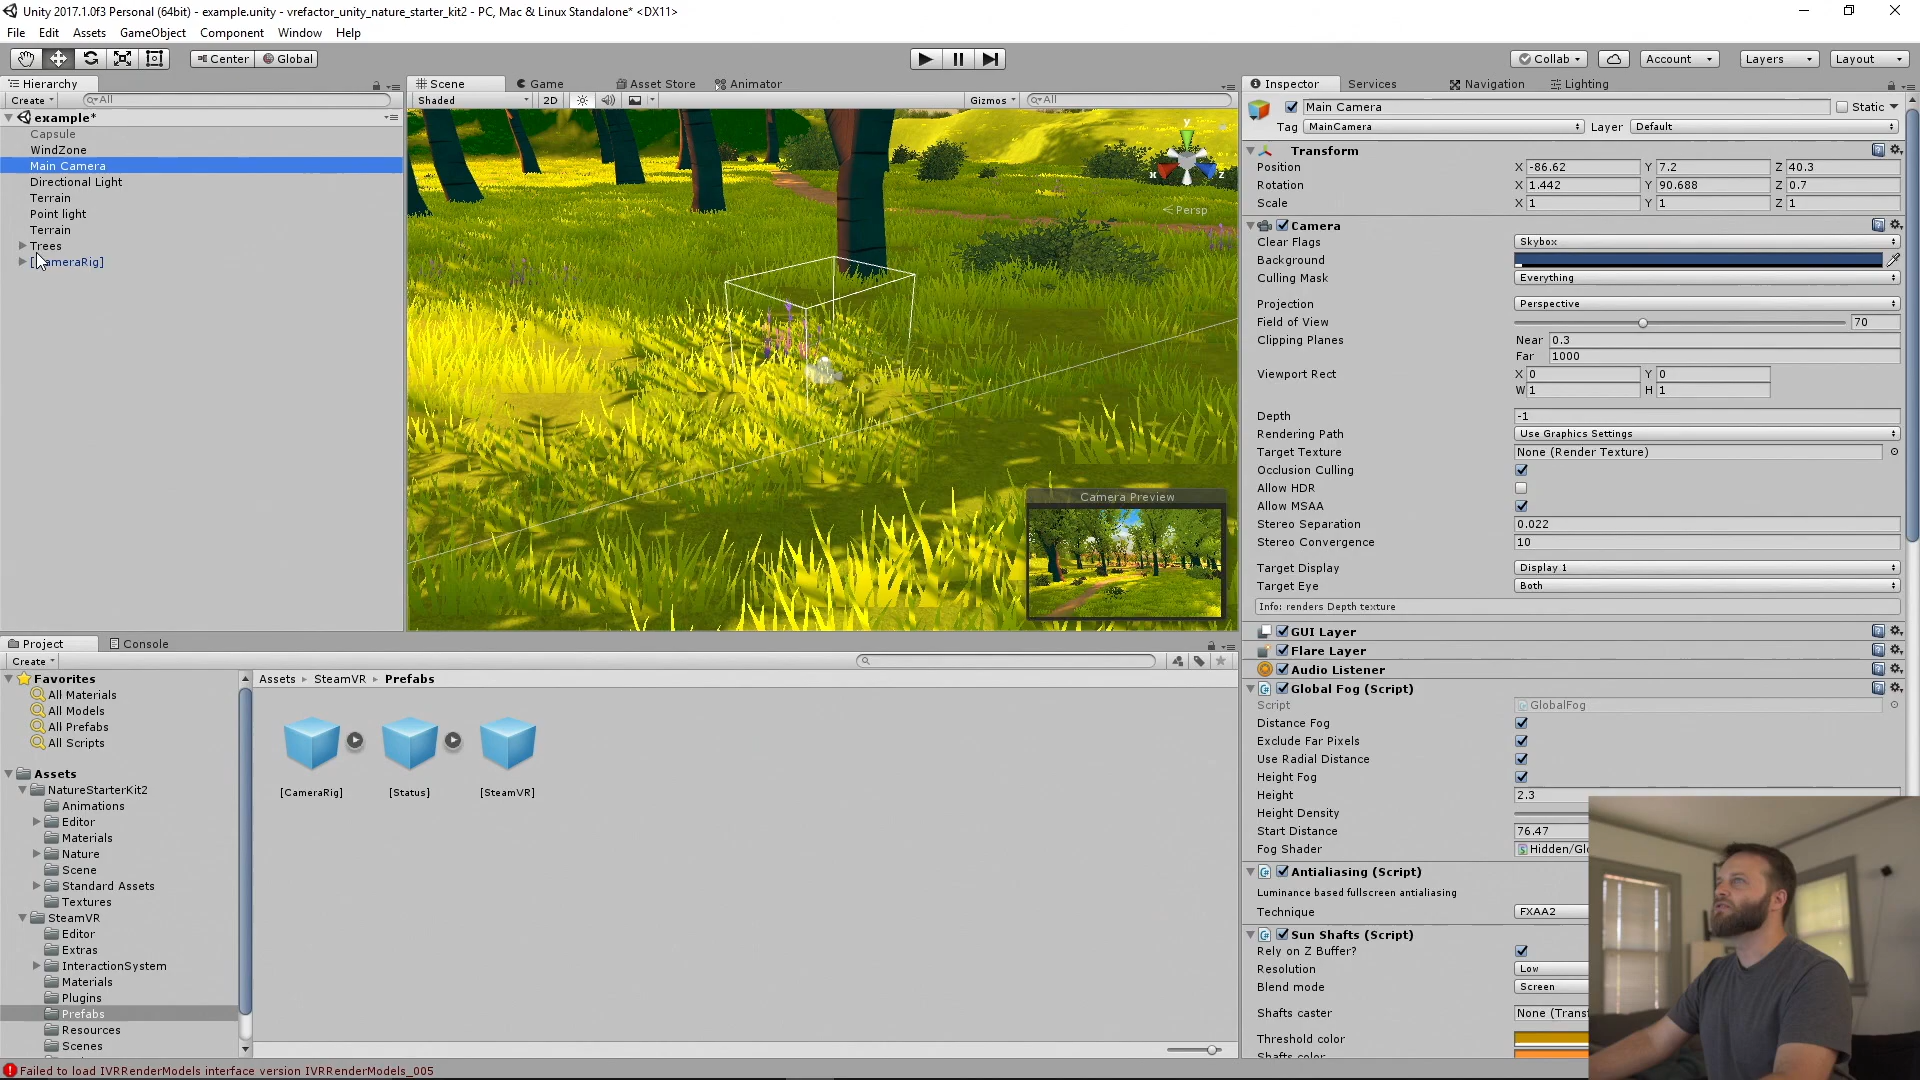 Unity 2017.1.0f3 Personal (64bit) - example.unity - vrefactor_unity_nature_starter_kit2 - PC, Mac & Linux Standalone* <DX11>
File Edit Assets GameObject Component Window Help
Center Global Collab Account Layers Layout
Hierarchy
Create All
example*
Capsule
WindZone
Main Camera
Directional Light
Terrain
Point light
Terrain
Trees
[CameraRig]
Scene Game Asset Store Animator
Shaded 2D Gizmos All
y
x z
Persp
Camera Preview
Inspector Services Navigation Lighting
Main Camera Static
Tag MainCamera Layer Default
Transform
Position X -86.62 Y 7.2 Z 40.3
Rotation X 1.442 Y 90.688 Z 0.7
Scale X 1 Y 1 Z 1
Camera
Clear Flags Skybox
Background
Culling Mask Everything
Projection Perspective
Field of View 70
Clipping Planes Near 0.3
Far 1000
Viewport Rect X 0 Y 0
W 1 H 1
Depth -1
Rendering Path Use Graphics Settings
Target Texture None (Render Texture)
Occlusion Culling
Allow HDR
Allow MSAA
Stereo Separation 0.022
Stereo Convergence 10
Target Display Display 1
Target Eye Both
Info: renders Depth texture
GUI Layer
Flare Layer
Audio Listener
Global Fog (Script)
Script GlobalFog
Distance Fog
Exclude Far Pixels
Use Radial Distance
Height Fog
Height 2.3
Height Density
Start Distance 76.47
Fog Shader Hidden/Glo
Antialiasing (Script)
Luminance based fullscreen antialiasing
Technique FXAA2
Sun Shafts (Script)
Rely on Z Buffer?
Resolution Low
Blend mode Screen
Shafts caster None (Trans
Threshold color
Shafts color
Project Console
Create
Favorites
All Materials
All Models
All Prefabs
All Scripts
Assets
NatureStarterKit2
Animations
Editor
Materials
Nature
Scene
Standard Assets
Textures
SteamVR
Editor
Extras
InteractionSystem
Materials
Plugins
Prefabs
Resources
Scenes
Assets SteamVR Prefabs
[CameraRig] [Status] [SteamVR]
Failed to load IVRRenderModels interface version IVRRenderModels_005